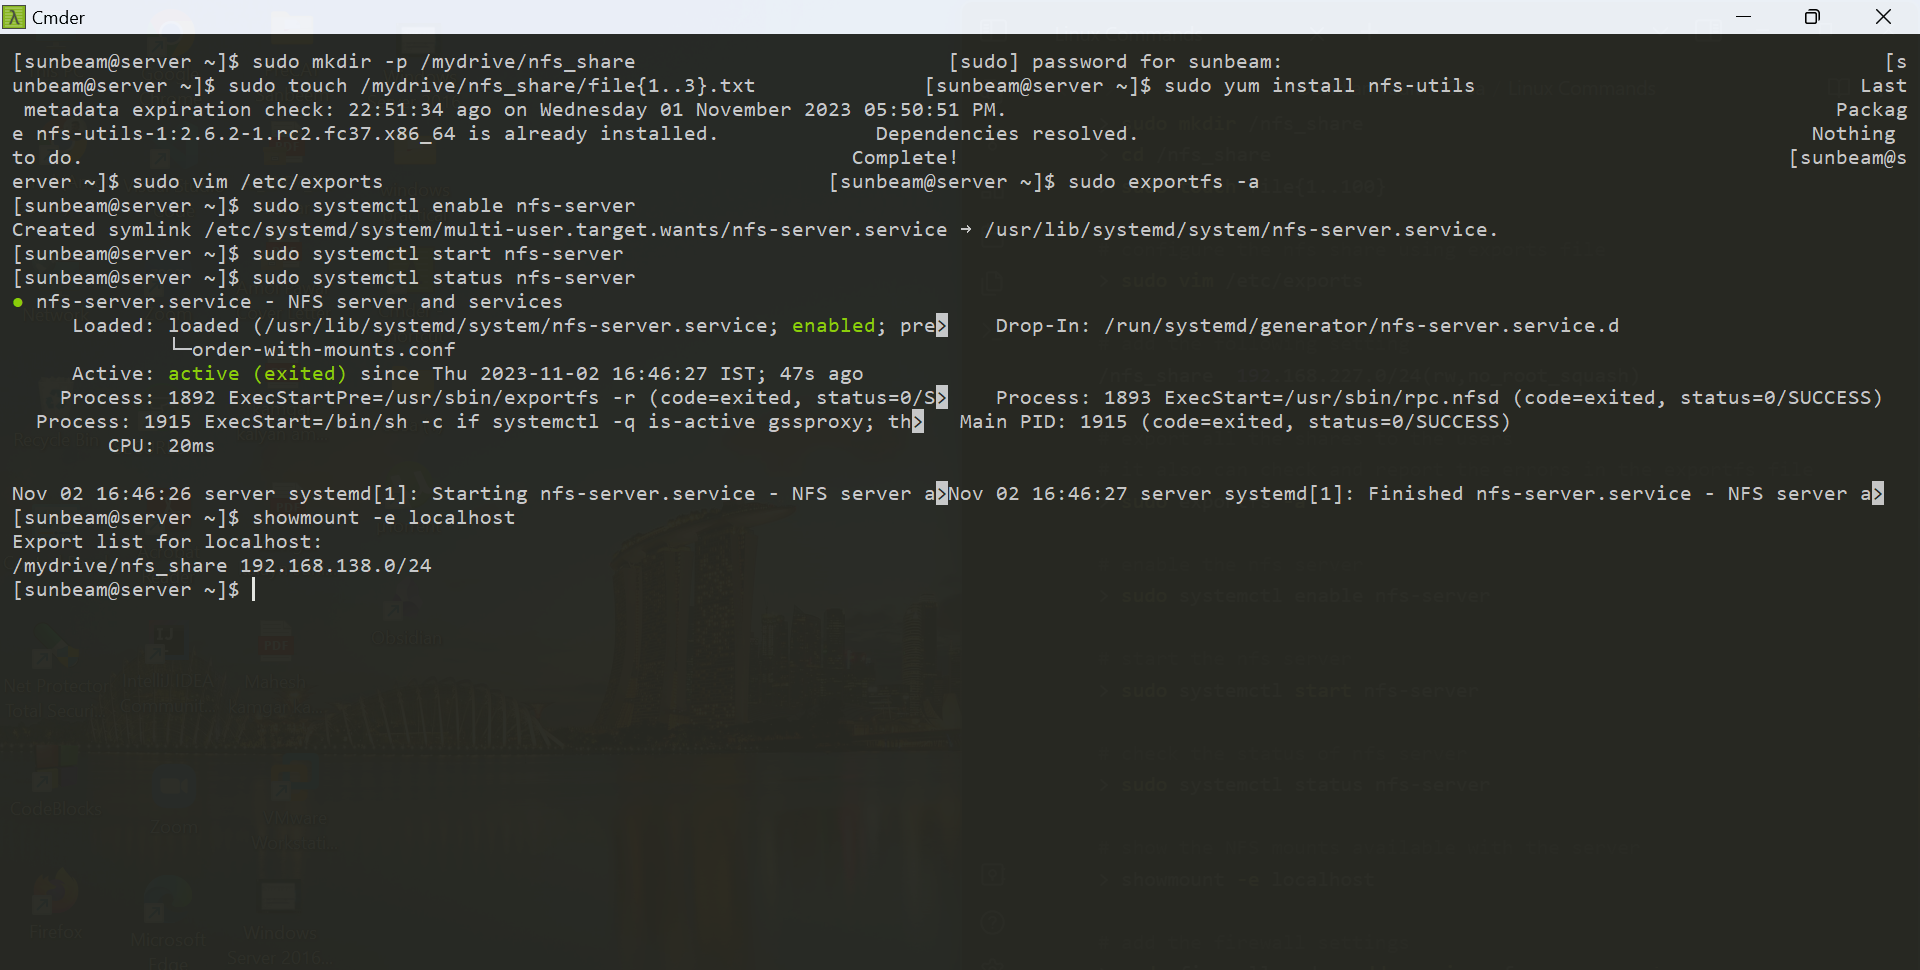 Cmder
[sunbeam@server ~]$ sudo mkdir -p /mydrive/nfs_share [sudo] password for sunbeam: [s
unbeam@server ~]$ sudo touch /mydrive/nfs_share/file{1..3}.txt [sunbeam@server ~]$ sudo yum install nfs-utils Last
metadata expiration check: 22:51:34 ago on Wednesday 01 November 2023 05:50:51 PM. Packag
e nfs-utils-1:2.6.2-1.rc2.fc37.x86_64 is already installed. Dependencies resolved. Nothing
to do. Complete! [sunbeam@s
erver ~]$ sudo vim /etc/exports [sunbeam@server ~]$ sudo exportfs -a
[sunbeam@server ~]$ sudo systemctl enable nfs-server
Created symlink /etc/systemd/system/multi-user.target.wants/nfs-server.service → /usr/lib/systemd/system/nfs-server.service.
[sunbeam@server ~]$ sudo systemctl start nfs-server
[sunbeam@server ~]$ sudo systemctl status nfs-server
● nfs-server.service - NFS server and services
Loaded: loaded (/usr/lib/systemd/system/nfs-server.service; enabled; pre> Drop-In: /run/systemd/generator/nfs-server.service.d
└─order-with-mounts.conf
Active: active (exited) since Thu 2023-11-02 16:46:27 IST; 47s ago
Process: 1892 ExecStartPre=/usr/sbin/exportfs -r (code=exited, status=0/S> Process: 1893 ExecStart=/usr/sbin/rpc.nfsd (code=exited, status=0/SUCCESS)
Process: 1915 ExecStart=/bin/sh -c if systemctl -q is-active gssproxy; th> Main PID: 1915 (code=exited, status=0/SUCCESS)
CPU: 20ms
Nov 02 16:46:26 server systemd[1]: Starting nfs-server.service - NFS server a>Nov 02 16:46:27 server systemd[1]: Finished nfs-server.service - NFS server a>
[sunbeam@server ~]$ showmount -e localhost
Export list for localhost:
/mydrive/nfs_share 192.168.138.0/24
[sunbeam@server ~]$